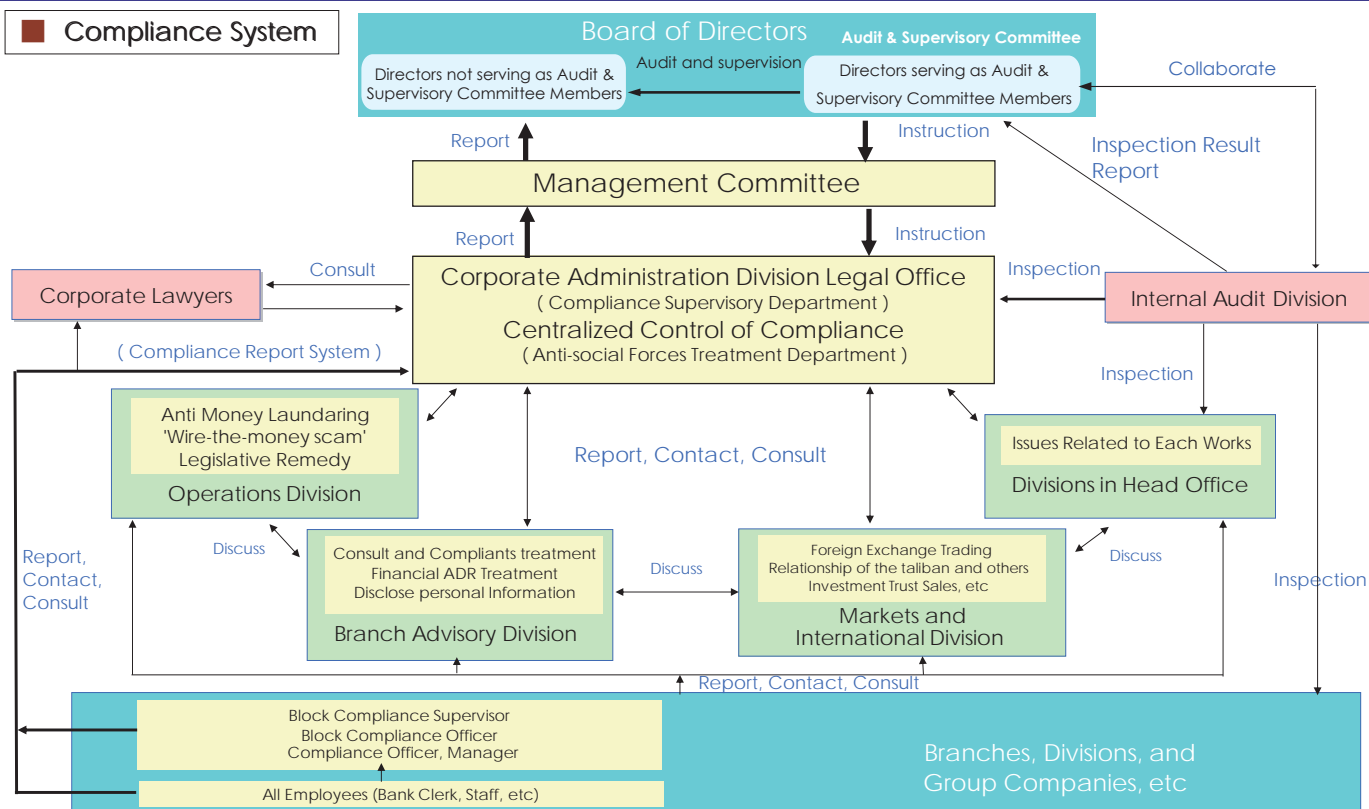 Compliance System
Board of Directors
Audit & Supervisory Committee
Audit and supervision
Directors not serving as Audit &
Supervisory Committee Members
Directors serving as Audit &
Supervisory Committee Members
Collaborate
Report
Instruction
Inspection Result
Report
Management Committee
Report
Instruction
Consult
Corporate Lawyers
Corporate Administration Division Legal Office
( Compliance Supervisory Department )
Centralized Control of Compliance
( Anti-social Forces Treatment Department )
Inspection
Internal Audit Division
( Compliance Report System )
Inspection
Anti Money Laundaring
'Wire-the-money scam'
Legislative Remedy
Operations Division
Report, Contact, Consult
Issues Related to Each Works
Divisions in Head Office
Report,
Contact,
Consult
Discuss
Consult and Compliants treatment
Financial ADR Treatment
Disclose personal Information
Branch Advisory Division
Discuss
Foreign Exchange Trading
Relationship of the taliban and others
Investment Trust Sales, etc
Markets and
International Division
Discuss
Inspection
Report, Contact, Consult
Block Compliance Supervisor
Block Compliance Officer
Compliance Officer, Manager
All Employees (Bank Clerk, Staff, etc)
Branches, Divisions, and
Group Companies, etc